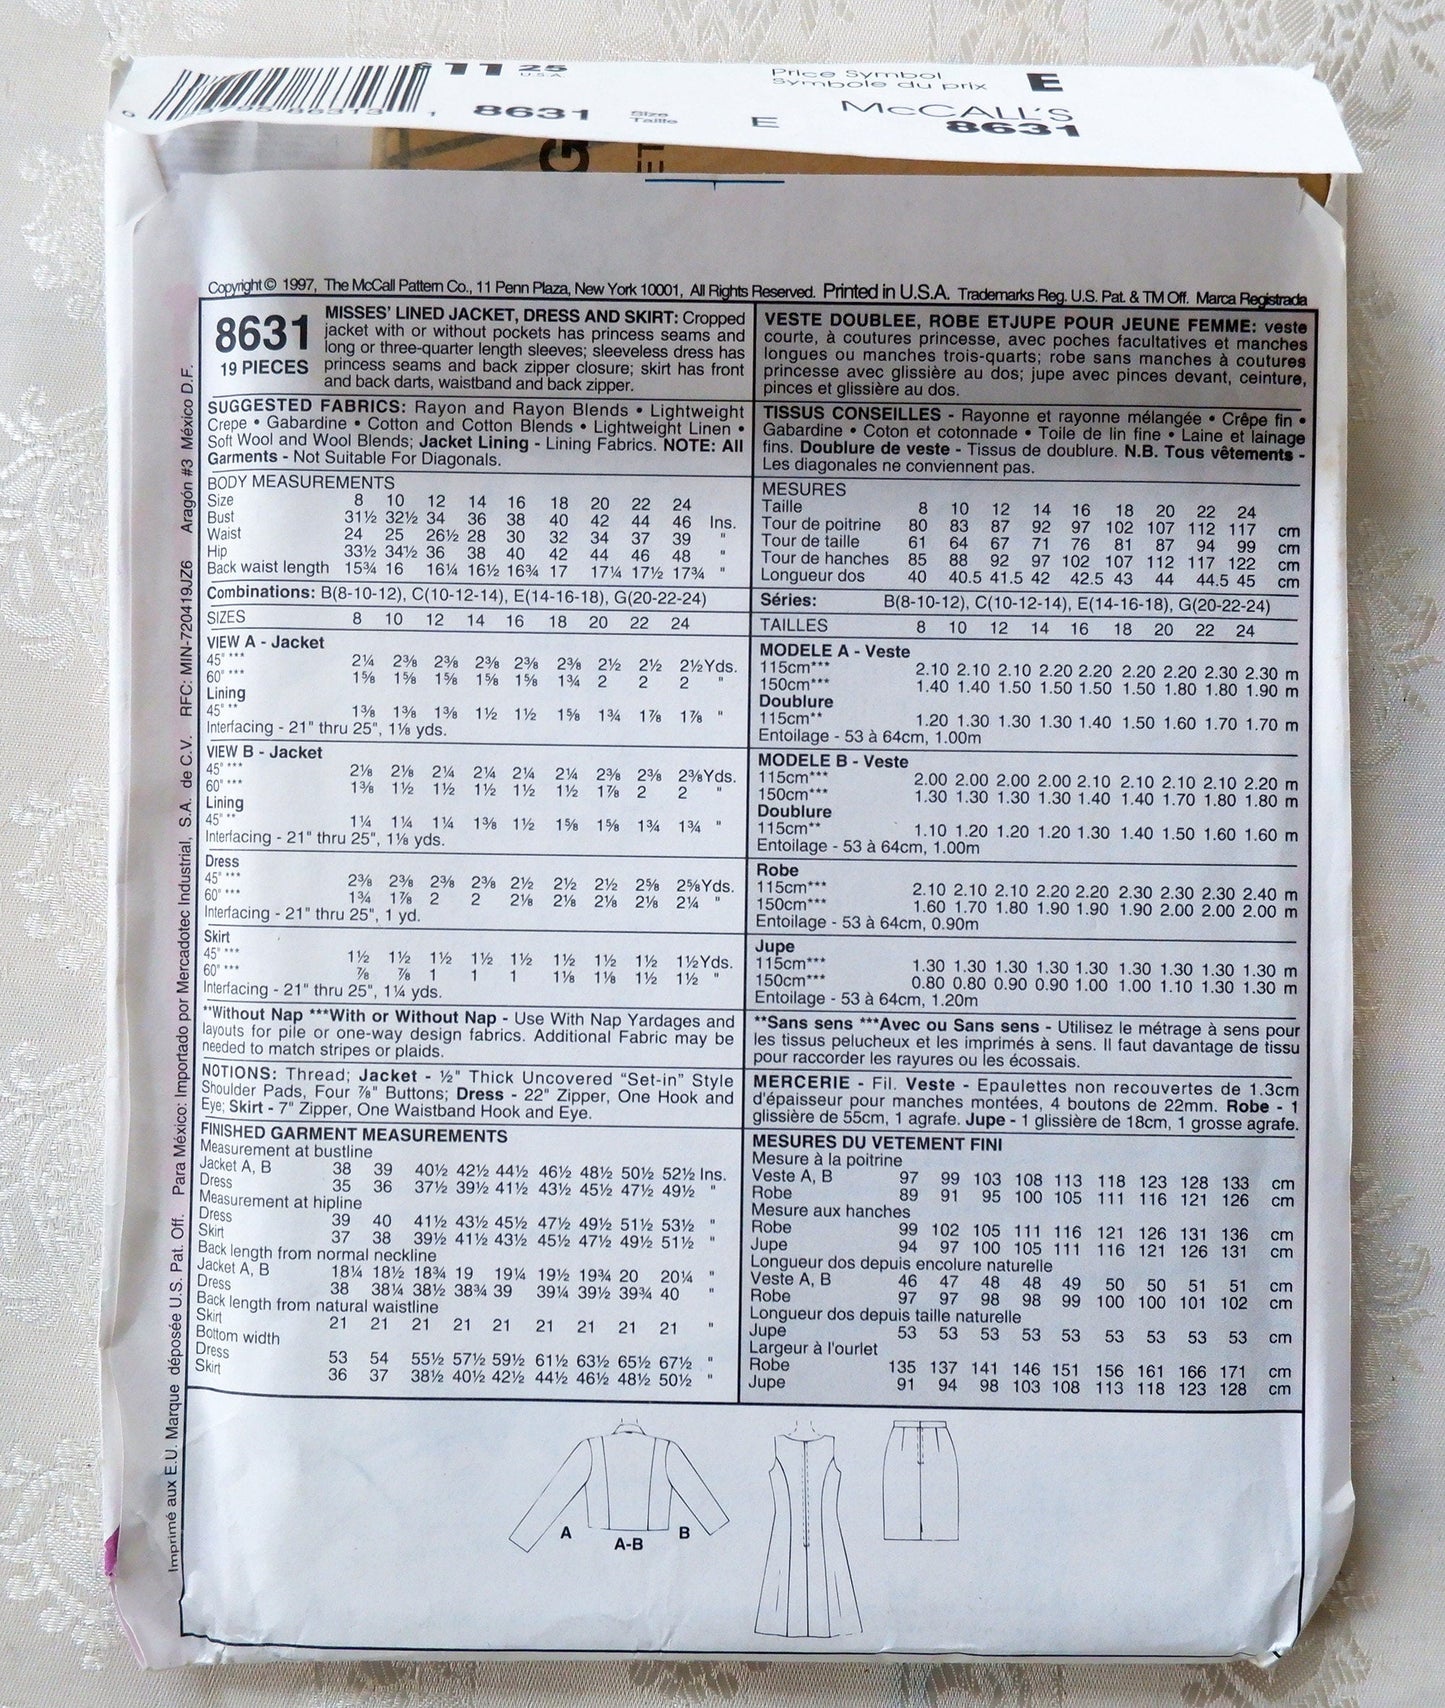 $11 25
U.S.A.
Price Symbol
Symbole du prix
E
8631
Size
Taille
E
McCALL'S
8631
G
ET
Copyright © 1997, The McCall Pattern Co., 11 Penn Plaza, New York 10001, All Rights Reserved. Printed in U.S.A. Trademarks Reg. U.S. Pat. & TM Off. Marca Registrada
8631
19 PIECES
MISSES' LINED JACKET, DRESS AND SKIRT: Cropped
jacket with or without pockets has princess seams and
long or three-quarter length sleeves; sleeveless dress has
princess seams and back zipper closure; skirt has front
and back darts, waistband and back zipper.
SUGGESTED FABRICS: Rayon and Rayon Blends • Lightweight
Crepe • Gabardine • Cotton and Cotton Blends • Lightweight Linen •
Soft Wool and Wool Blends; Jacket Lining - Lining Fabrics. NOTE: All
Garments - Not Suitable For Diagonals.
BODY MEASUREMENTS
Size 8 10 12 14 16 18 20 22 24
Bust 31½ 32½ 34 36 38 40 42 44 46 Ins.
Waist 24 25 26½ 28 30 32 34 37 39 "
Hip 33½ 34½ 36 38 40 42 44 46 48 "
Back waist length 15¾ 16 16¼ 16½ 16¾ 17 17¼ 17½ 17¾ "
Combinations: B(8-10-12), C(10-12-14), E(14-16-18), G(20-22-24)
SIZES 8 10 12 14 16 18 20 22 24
VIEW A - Jacket
45" *** 2¼ 2⅜ 2⅜ 2⅜ 2⅜ 2⅜ 2½ 2½ 2½ Yds.
60" *** 1⅝ 1⅝ 1⅝ 1⅝ 1⅝ 1¾ 2 2 2 "
Lining
45" ** 1⅜ 1⅜ 1⅜ 1½ 1½ 1⅝ 1¾ 1⅞ 1⅞ "
Interfacing - 21" thru 25", 1⅛ yds.
VIEW B - Jacket
45" *** 2⅛ 2⅛ 2¼ 2¼ 2¼ 2¼ 2⅜ 2⅜ 2⅜ Yds.
60" *** 1⅜ 1½ 1½ 1½ 1½ 1½ 1⅞ 2 2 "
Lining
45" ** 1¼ 1¼ 1¼ 1⅜ 1½ 1⅝ 1⅝ 1¾ 1¾ "
Interfacing - 21" thru 25", 1⅛ yds.
Dress
45" *** 2⅜ 2⅜ 2⅜ 2⅜ 2½ 2½ 2½ 2⅝ 2⅝ Yds.
60" *** 1¾ 1⅞ 2 2 2⅛ 2⅛ 2⅛ 2⅛ 2¼ "
Interfacing - 21" thru 25", 1 yd.
Skirt
45" *** 1½ 1½ 1½ 1½ 1½ 1½ 1½ 1½ 1½ Yds.
60" *** ⅞ ⅞ 1 1 1 1⅛ 1⅛ 1½ 1½ "
Interfacing - 21" thru 25", 1¼ yds.
**Without Nap ***With or Without Nap - Use With Nap Yardages and
layouts for pile or one-way design fabrics. Additional Fabric may be
needed to match stripes or plaids.
NOTIONS: Thread; Jacket - ½" Thick Uncovered "Set-in" Style
Shoulder Pads, Four ⅞" Buttons; Dress - 22" Zipper, One Hook and
Eye; Skirt - 7" Zipper, One Waistband Hook and Eye.
FINISHED GARMENT MEASUREMENTS
Measurement at bustline
Jacket A, B 38 39 40½ 42½ 44½ 46½ 48½ 50½ 52½ Ins.
Dress 35 36 37½ 39½ 41½ 43½ 45½ 47½ 49½ "
Measurement at hipline
Dress 39 40 41½ 43½ 45½ 47½ 49½ 51½ 53½ "
Skirt 37 38 39½ 41½ 43½ 45½ 47½ 49½ 51½ "
Back length from normal neckline
Jacket A, B 18¼ 18½ 18¾ 19 19¼ 19½ 19¾ 20 20¼ "
Dress 38 38¼ 38½ 38¾ 39 39¼ 39½ 39¾ 40 "
Back length from natural waistline
Skirt 21 21 21 21 21 21 21 21 21 "
Bottom width
Dress 53 54 55½ 57½ 59½ 61½ 63½ 65½ 67½ "
Skirt 36 37 38½ 40½ 42½ 44½ 46½ 48½ 50½ "
VESTE DOUBLEE, ROBE ETJUPE POUR JEUNE FEMME: veste
courte, à coutures princesse, avec poches facultatives et manches
longues ou manches trois-quarts; robe sans manches à coutures
princesse avec glissière au dos; jupe avec pinces devant, ceinture,
pinces et glissière au dos.
TISSUS CONSEILLES - Rayonne et rayonne mélangée • Crêpe fin •
Gabardine • Coton et cotonnade • Toile de lin fine • Laine et lainage
fins. Doublure de veste - Tissus de doublure. N.B. Tous vêtements -
Les diagonales ne conviennent pas.
MESURES
Taille 8 10 12 14 16 18 20 22 24
Tour de poitrine 80 83 87 92 97 102 107 112 117 cm
Tour de taille 61 64 67 71 76 81 87 94 99 cm
Tour de hanches 85 88 92 97 102 107 112 117 122 cm
Longueur dos 40 40.5 41.5 42 42.5 43 44 44.5 45 cm
Séries: B(8-10-12), C(10-12-14), E(14-16-18), G(20-22-24)
TAILLES 8 10 12 14 16 18 20 22 24
MODELE A - Veste
115cm*** 2.10 2.10 2.10 2.20 2.20 2.20 2.20 2.30 2.30 m
150cm*** 1.40 1.40 1.50 1.50 1.50 1.50 1.80 1.80 1.90 m
Doublure
115cm** 1.20 1.30 1.30 1.30 1.40 1.50 1.60 1.70 1.70 m
Entoilage - 53 à 64cm, 1.00m
MODELE B - Veste
115cm*** 2.00 2.00 2.00 2.00 2.10 2.10 2.10 2.10 2.20 m
150cm*** 1.30 1.30 1.30 1.30 1.40 1.40 1.70 1.80 1.80 m
Doublure
115cm** 1.10 1.20 1.20 1.20 1.30 1.40 1.50 1.60 1.60 m
Entoilage - 53 à 64cm, 1.00m
Robe
115cm*** 2.10 2.10 2.10 2.20 2.20 2.30 2.30 2.30 2.40 m
150cm*** 1.60 1.70 1.80 1.90 1.90 1.90 2.00 2.00 2.00 m
Entoilage - 53 à 64cm, 0.90m
Jupe
115cm*** 1.30 1.30 1.30 1.30 1.30 1.30 1.30 1.30 1.30 m
150cm*** 0.80 0.80 0.90 0.90 1.00 1.00 1.10 1.30 1.30 m
Entoilage - 53 à 64cm, 1.20m
**Sans sens ***Avec ou Sans sens - Utilisez le métrage à sens pour
les tissus pelucheux et les imprimés à sens. Il faut davantage de tissu
pour raccorder les rayures ou les écossais.
MERCERIE - Fil. Veste - Epaulettes non recouvertes de 1.3cm
d'épaisseur pour manches montées, 4 boutons de 22mm. Robe - 1
glissière de 55cm, 1 agrafe. Jupe - 1 glissière de 18cm, 1 grosse agrafe.
MESURES DU VETEMENT FINI
Mesure à la poitrine
Veste A, B 97 99 103 108 113 118 123 128 133 cm
Robe 89 91 95 100 105 111 116 121 126 cm
Mesure aux hanches
Robe 99 102 105 111 116 121 126 131 136 cm
Jupe 94 97 100 105 111 116 121 126 131 cm
Longueur dos depuis encolure naturelle
Veste A, B 46 47 48 48 49 50 50 51 51 cm
Robe 97 97 98 98 99 100 100 101 102 cm
Longueur dos depuis taille naturelle
Jupe 53 53 53 53 53 53 53 53 53 cm
Largeur à l'ourlet
Robe 135 137 141 146 151 156 161 166 171 cm
Jupe 91 94 98 103 108 113 118 123 128 cm
A
A-B
B
Imprimé aux E.U. Marque déposée U.S. Pat. Off. Para México: Importado por Mercadotec Industrial, S.A. de C.V. RFC: MIN-720419JZ6 Aragón #3 México D.F.